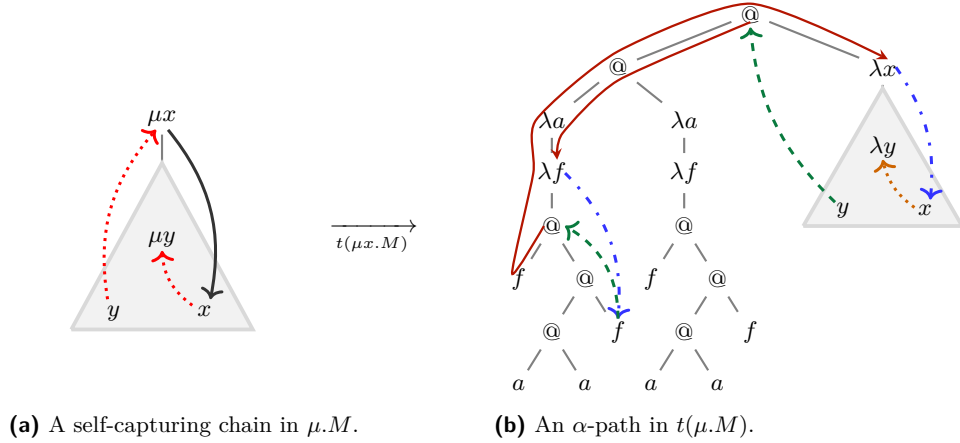 @
@
λx
μx
λa
λa
λy
λf
λf
y
x
@
@
μy
t(μx.M)
f
@
f
@
y
x
@
f
@
f
a
a
a
a
(a) A self-capturing chain in μ.M.
(b) An α-path in t(μ.M).